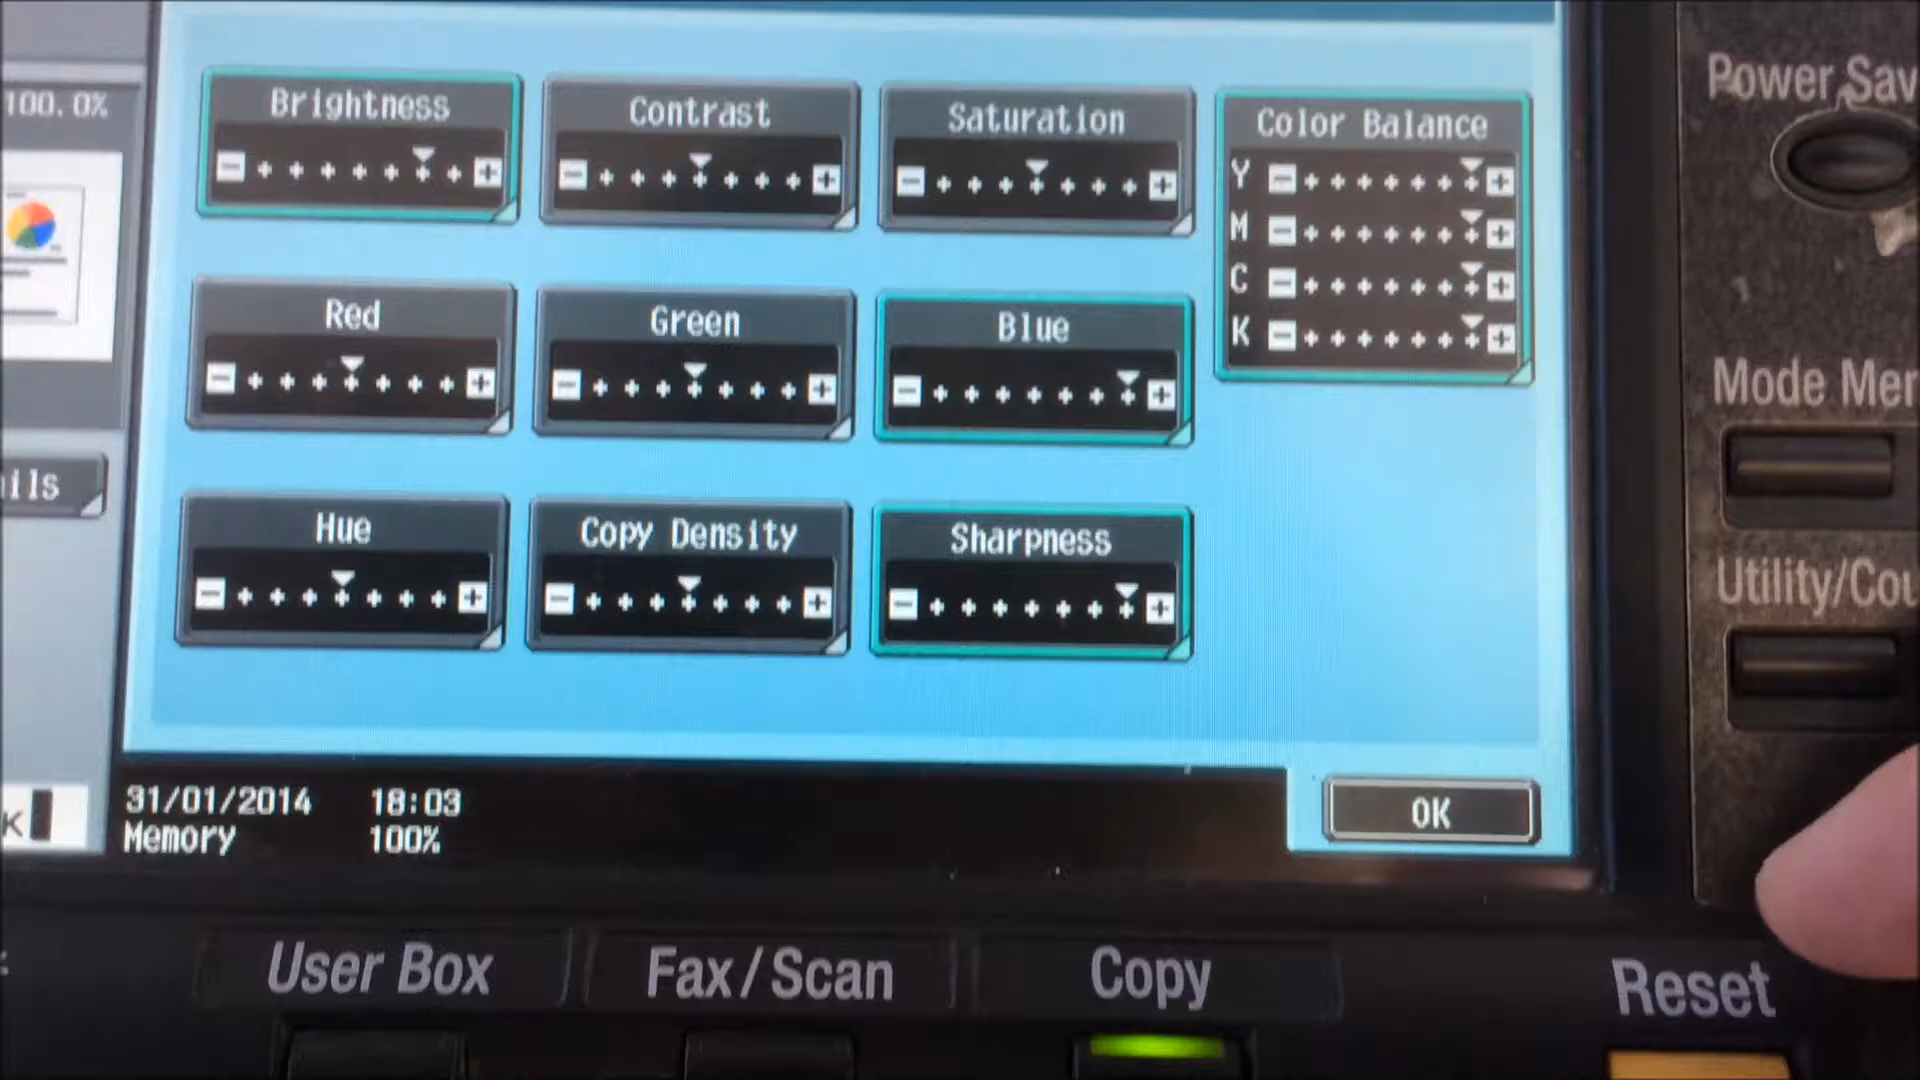 100.0%
Brightness
Contrast
Saturation
Color Balance
Y
M
C
K
Red
Green
Blue
ils
Hue
Copy Density
Sharpness
K
31/01/2014 18:03
Memory 100%
OK
Power Sav
Mode Mer
Utility/Cou
User Box
Fax/Scan
Copy
Reset